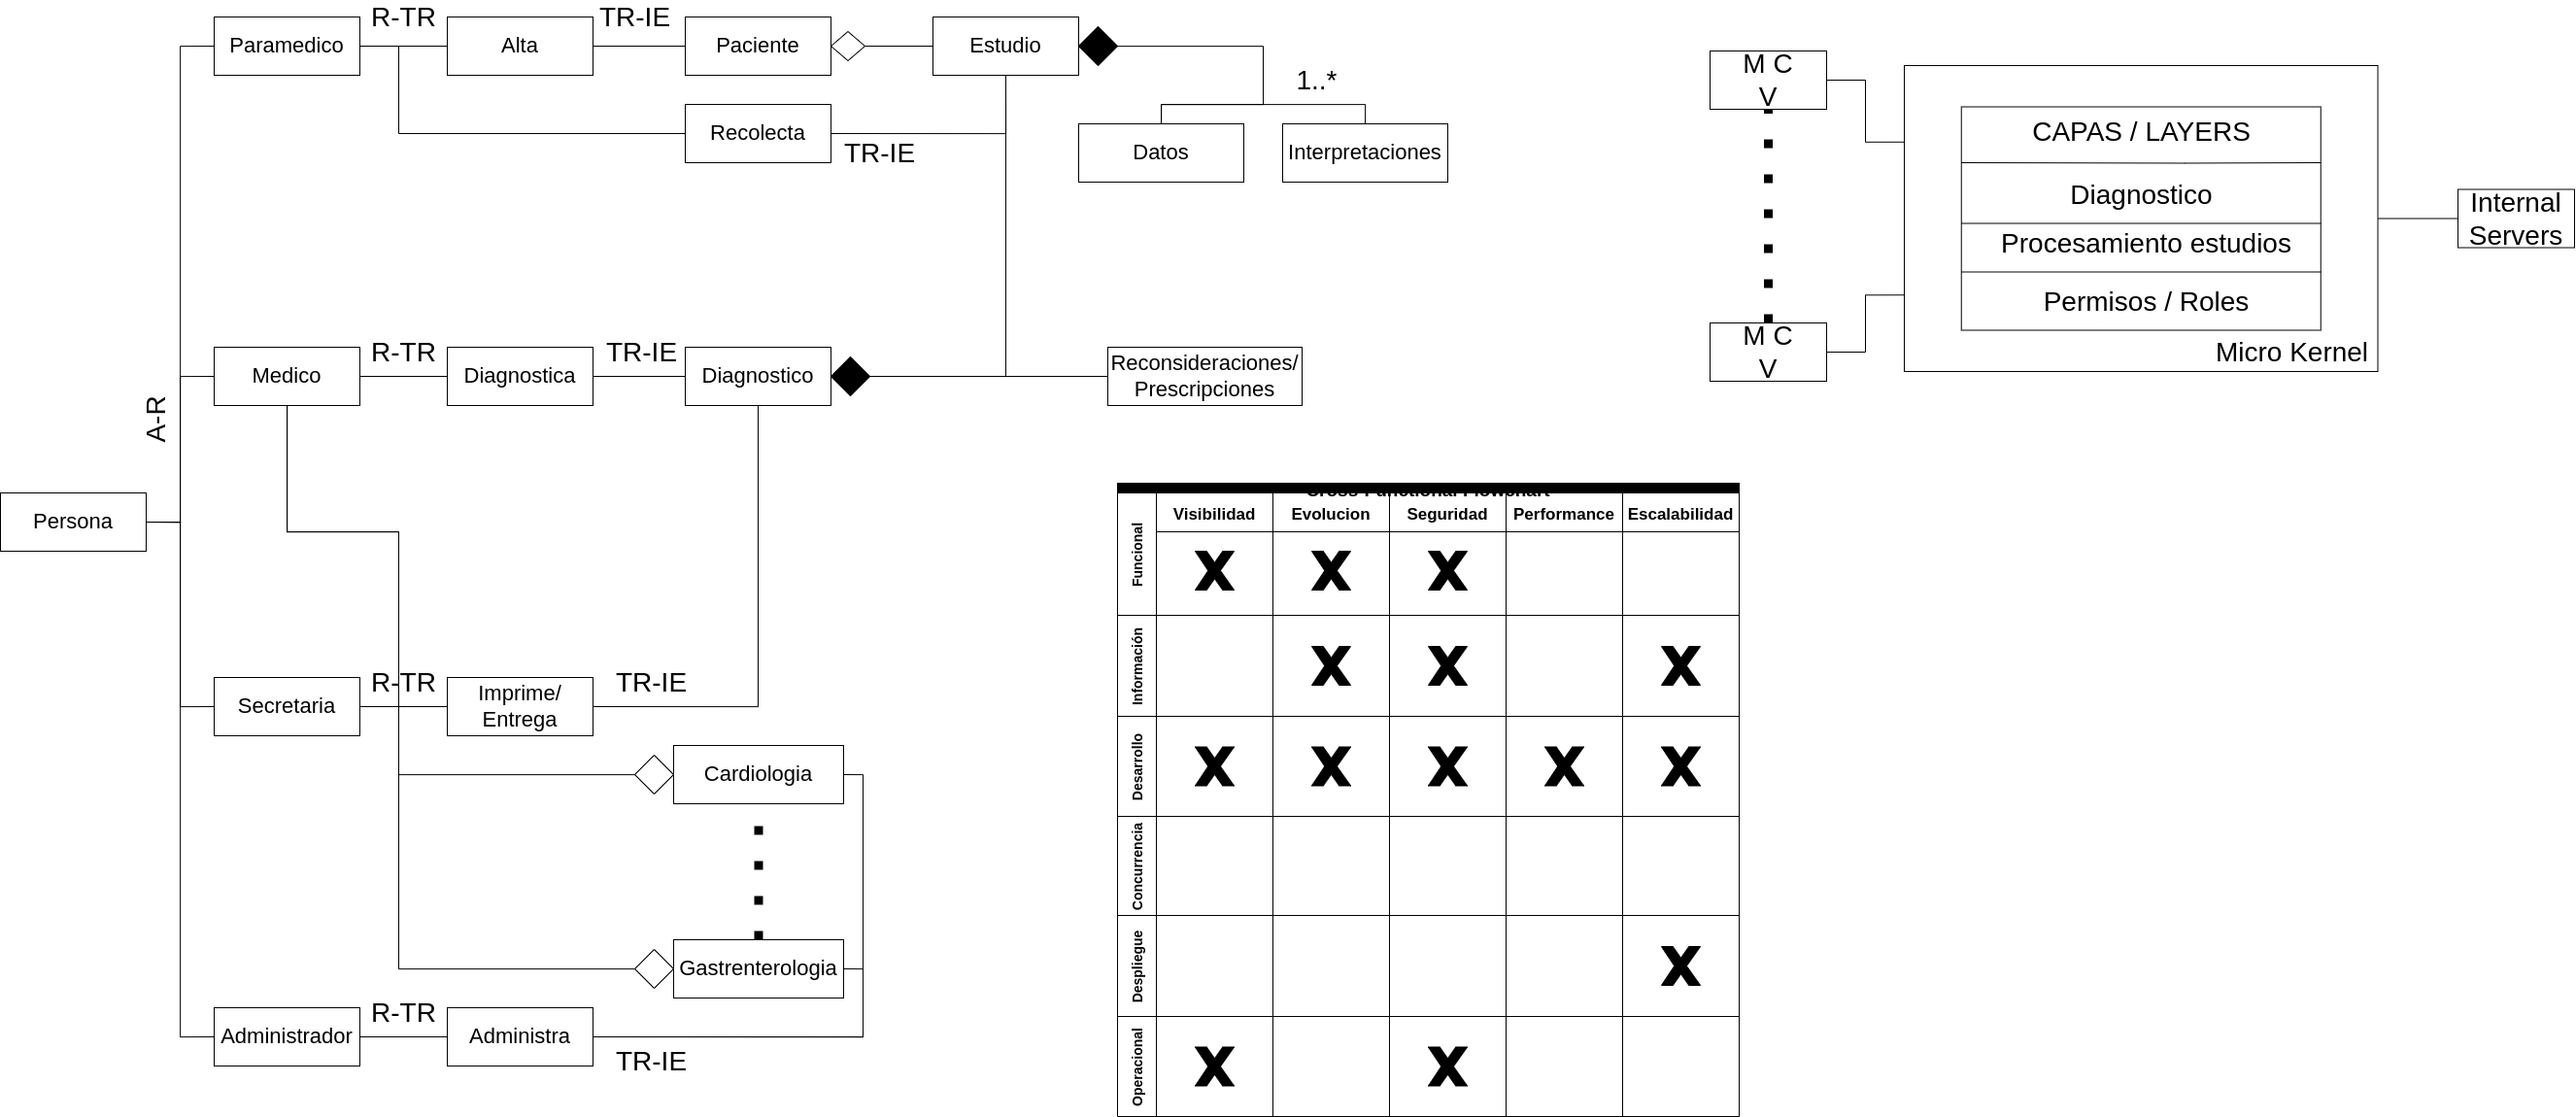 R-TR
TR-IE
Paramedico
Alta
Paciente
Estudio
1..*
Recolecta
TR-IE
Datos
Interpretaciones
R-TR
TR-IE
Medico
Diagnostica
Diagnostico
Reconsideraciones/
Prescripciones
A-R
Persona
R-TR
TR-IE
Secretaria
Imprime/
Entrega
Cardiologia
Gastrenterologia
R-TR
Administrador
Administra
TR-IE
M C
V
M C
V
CAPAS / LAYERS
Diagnostico
Procesamiento estudios
Permisos / Roles
Micro Kernel
Internal
Servers
Cross-Functional Flowchart
Visibilidad Evolucion Seguridad Performance Escalabilidad
Funcional X X X
Información X X X
Desarrollo X X X X X
Concurrencia
Despliegue X
Operacional X X